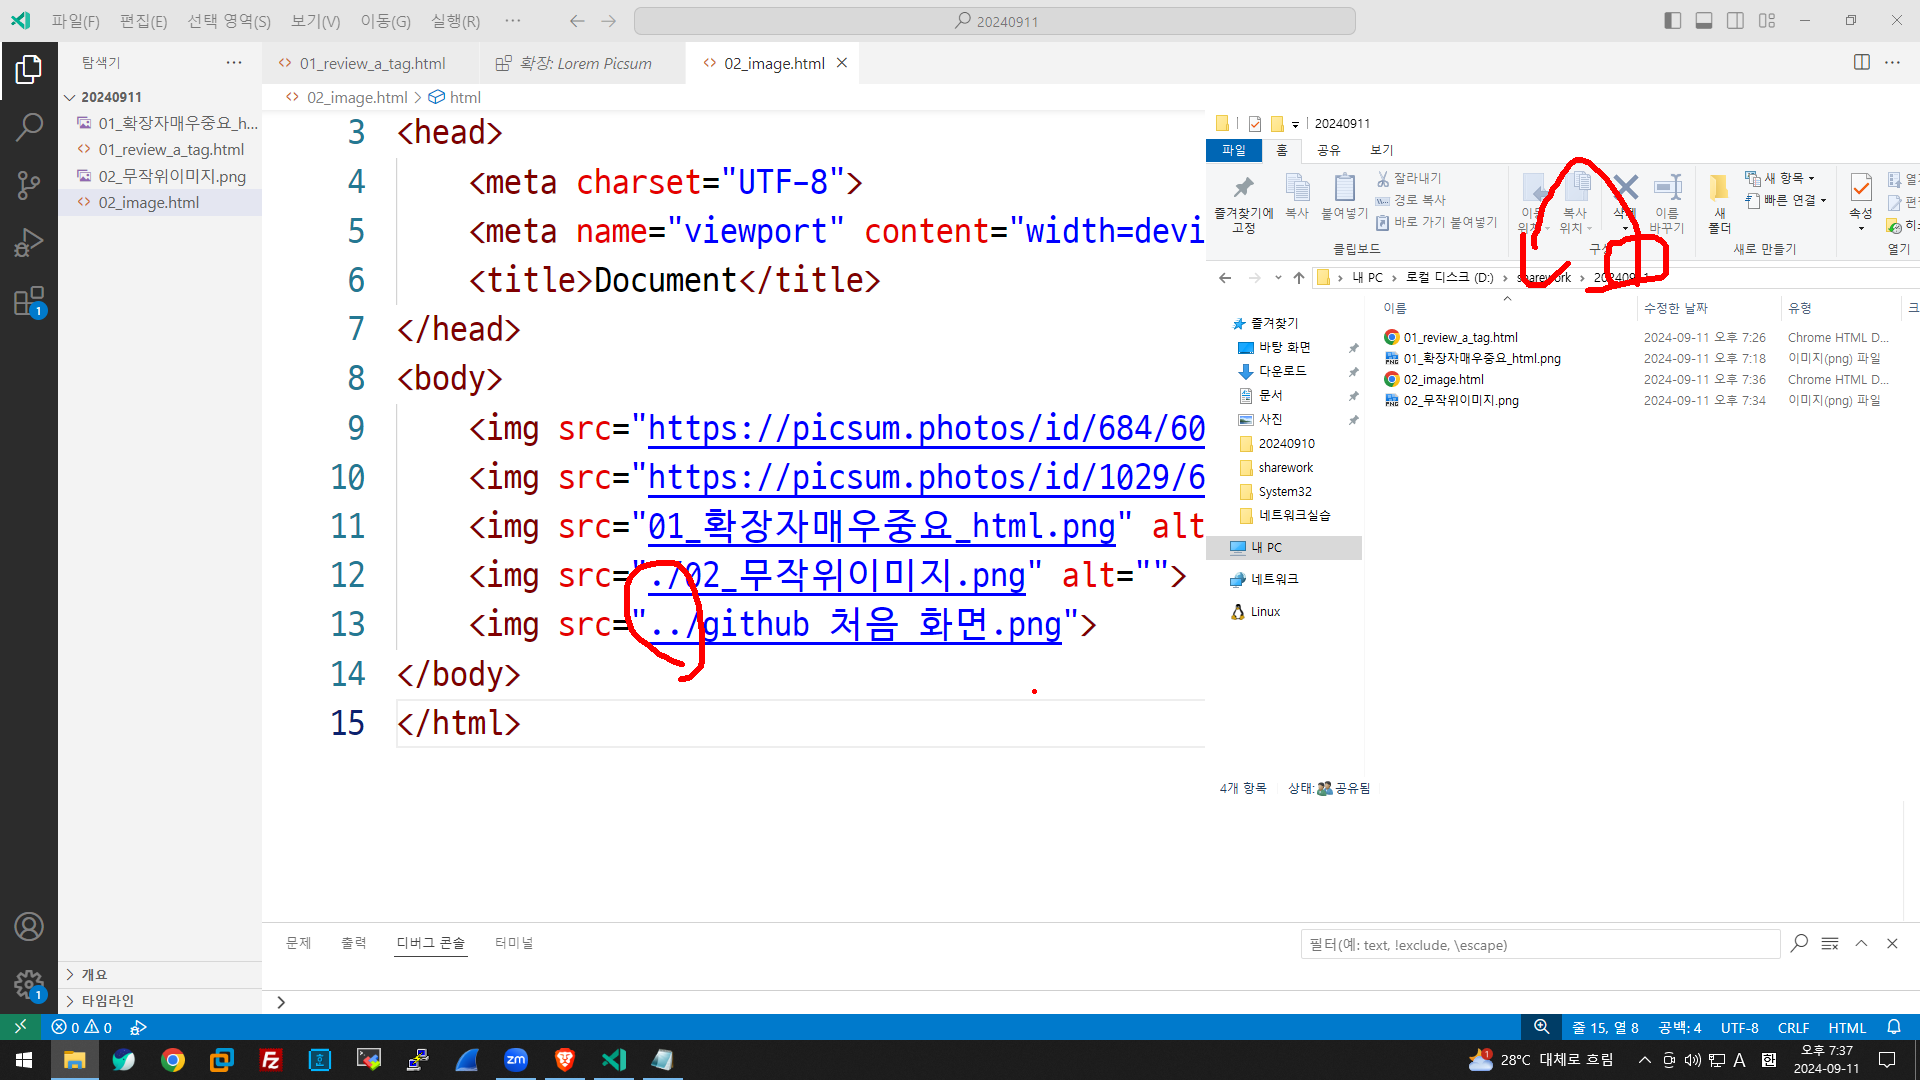 파일(F) 편집(E) 선택 영역(S) 보기(V) 이동(G) 실행(R) ···
20240911
탐색기
01_review_a_tag.html
확장: Lorem Picsum
02_image.html
20240911
01_확장자매우중요_h...
01_review_a_tag.html
02_무작위이미지.png
02_image.html
02_image.html > html
3 <head>
4 <meta charset="UTF-8">
5 <meta name="viewport" content="width=devi
6 <title>Document</title>
7 </head>
8 <body>
9 <img src="https://picsum.photos/id/684/60
10 <img src="https://picsum.photos/id/1029/6
11 <img src="01_확장자매우중요_html.png" alt
12 <img src="./02_무작위이미지.png" alt="">
13 <img src="../github 처음 화면.png">
14 </body>
15 </html>
20240911
파일 홈 공유 보기
즐겨찾기에 고정
복사
붙여넣기
잘라내기
경로 복사
바로 가기 붙여넣기
클립보드
복사 위치
이름 바꾸기
새 폴더
새 항목
빠른 연결
새로 만들기
속성
열기
내 PC > 로컬 디스크 (D:) > sharework > 20240911
이름 수정한 날짜 유형 크
01_review_a_tag.html 2024-09-11 오후 7:26 Chrome HTML D...
01_확장자매우중요_html.png 2024-09-11 오후 7:18 이미지(png) 파일
02_image.html 2024-09-11 오후 7:36 Chrome HTML D...
02_무작위이미지.png 2024-09-11 오후 7:34 이미지(png) 파일
즐겨찾기
바탕 화면
다운로드
문서
사진
20240910
sharework
System32
네트워크실습
내 PC
네트워크
Linux
4개 항목 상태: 공유됨
문제 출력 디버그 콘솔 터미널
필터(예: text, !exclude, \escape)
개요
타임라인
0 0
줄 15, 열 8 공백: 4 UTF-8 CRLF HTML
28°C 대체로 흐림
A 한
오후 7:37
2024-09-11